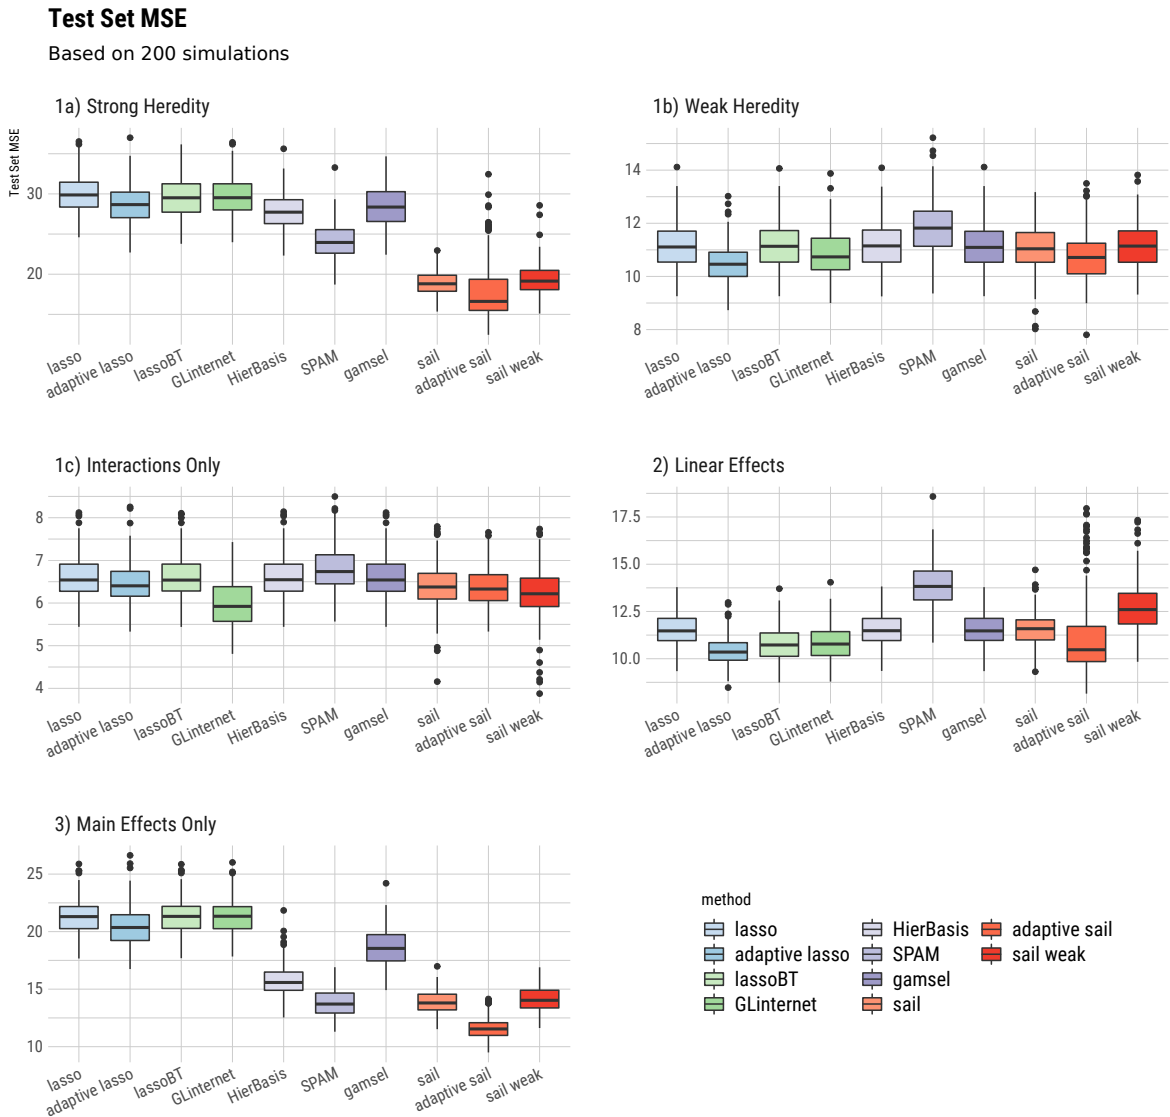 Test Set MSE
Based on 200 simulations
1a) Strong Heredity
Test Set MSE
30
20
lasso
adaptive lasso
lassoBT
GLinternet
HierBasis
SPAM
gamsel
sail
adaptive sail
sail weak
1b) Weak Heredity
14
12
10
8
lasso
adaptive lasso
lassoBT
GLinternet
HierBasis
SPAM
gamsel
sail
adaptive sail
sail weak
1c) Interactions Only
8
7
6
5
4
lasso
adaptive lasso
lassoBT
GLinternet
HierBasis
SPAM
gamsel
sail
adaptive sail
sail weak
2) Linear Effects
17.5
15.0
12.5
10.0
lasso
adaptive lasso
lassoBT
GLinternet
HierBasis
SPAM
gamsel
sail
adaptive sail
sail weak
3) Main Effects Only
25
20
15
10
lasso
adaptive lasso
lassoBT
GLinternet
HierBasis
SPAM
gamsel
sail
adaptive sail
sail weak
method
lasso
adaptive lasso
lassoBT
GLinternet
HierBasis
SPAM
gamsel
sail
adaptive sail
sail weak